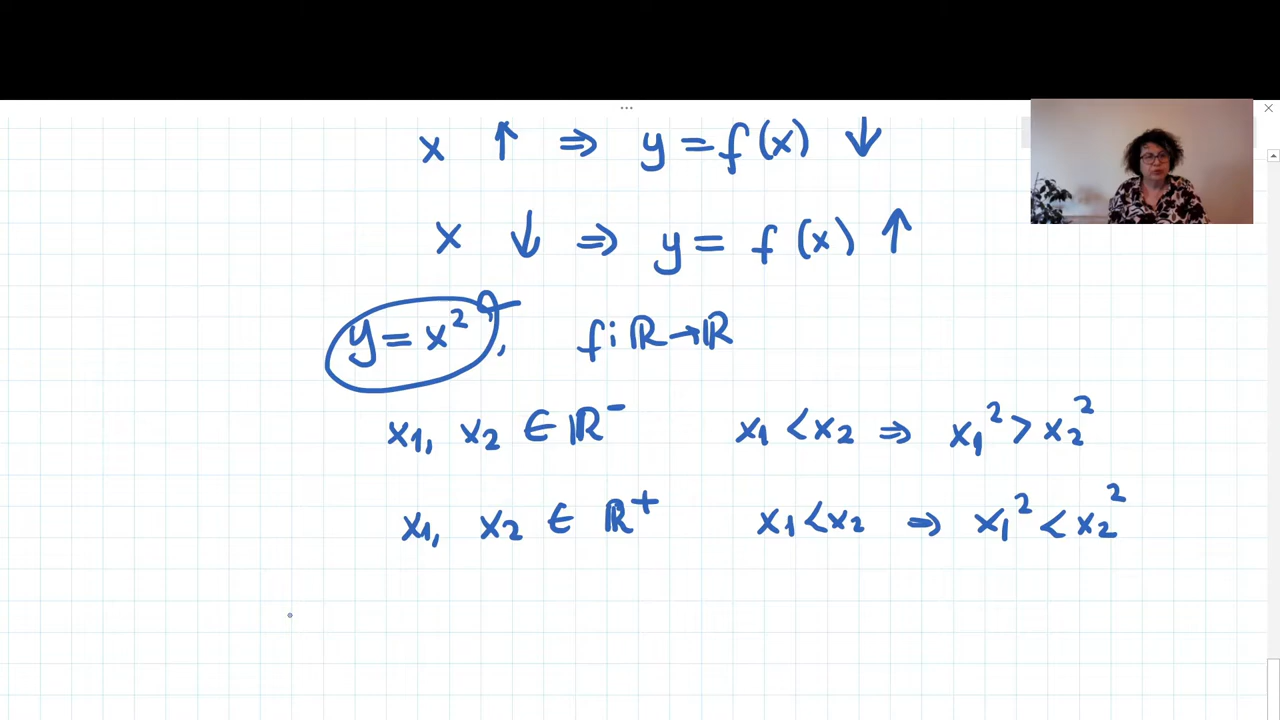 x ↑ ⇒ y = f(x) ↓
x ↓ ⇒ y = f(x) ↑
y = x², f: ℝ → ℝ
x₁, x₂ ∈ ℝ⁻ x₁ < x₂ ⇒ x₁² > x₂²
x₁, x₂ ∈ ℝ⁺ x₁ < x₂ ⇒ x₁² < x₂²